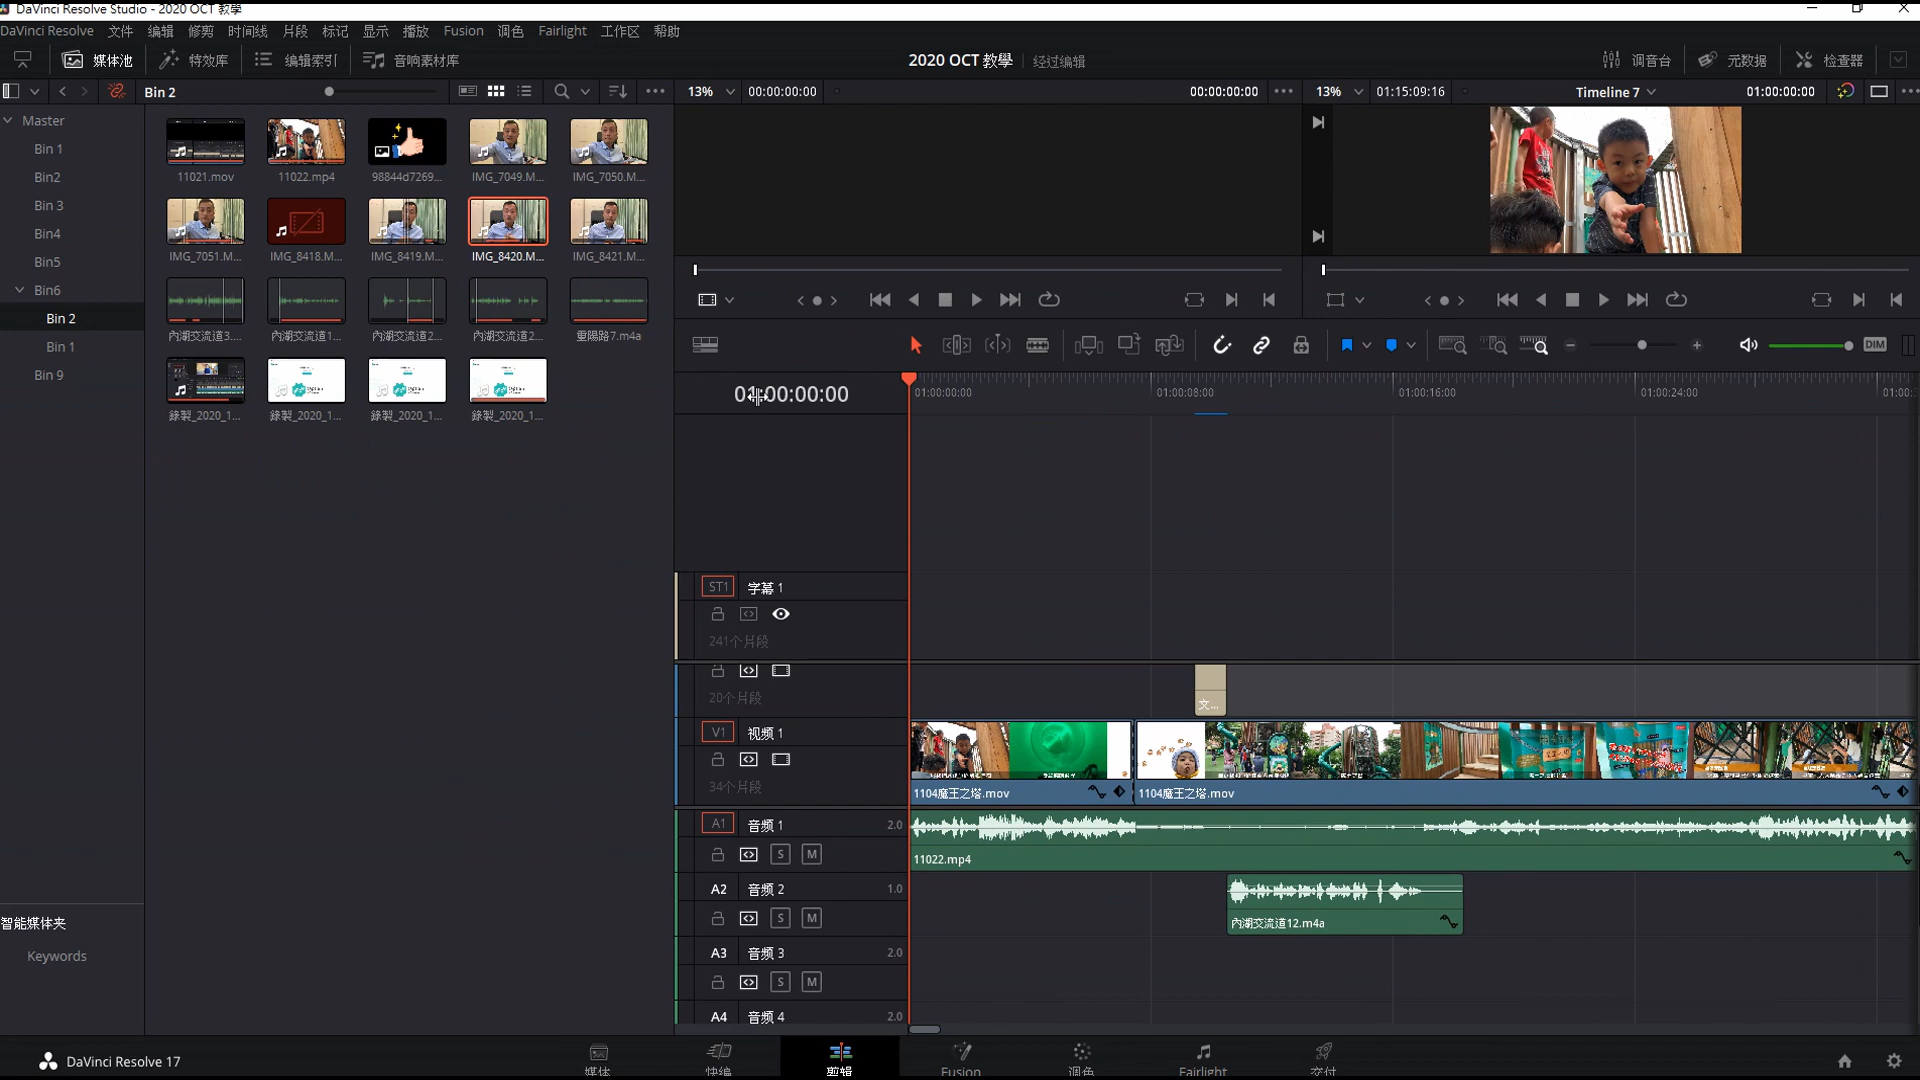 DaVinci Resolve Studio - 2020 OCT 教學
DaVinci Resolve 文件 编辑 修剪 时间线 片段 标记 显示 播放 Fusion 调色 Fairlight 工作区 帮助
媒体池 特效库 编辑索引 音响素材库 2020 OCT 教學 经过编辑 调音台 元数据 检查器
Bin 2 13% 00:00:00:00 00:00:00:00 13% 01:15:09:16 Timeline 7 01:00:00:00
Master
Bin 1
Bin2
Bin 3
Bin4
Bin5
Bin6
Bin 2
Bin 1
Bin 9
11021.mov 11022.mp4 98844d7269... IMG_7049.M... IMG_7050.M...
IMG_7051.M... IMG_8418.M... IMG_8419.M... IMG_8420.M... IMG_8421.M...
內湖交流道3.... 內湖交流道1... 內湖交流道2... 內湖交流道2... 重陽路7.m4a
錄製_2020_1... 錄製_2020_1... 錄製_2020_1... 錄製_2020_1...
智能媒体夹
Keywords
DIM
01:00:00:00 01:00:00:00 01:00:08:00 01:00:16:00 01:00:24:00
ST1 字幕 1
241个片段
20个片段
文...
V1 视频 1
34个片段
1104魔王之塔.mov 1104魔王之塔.mov
A1 音频 1 2.0
S M
11022.mp4
A2 音频 2 1.0
S M
內湖交流道12.m4a
A3 音频 3 2.0
S M
A4 音频 4 2.0
DaVinci Resolve 17 媒体 快编 剪辑 Fusion 调色 Fairlight 交付